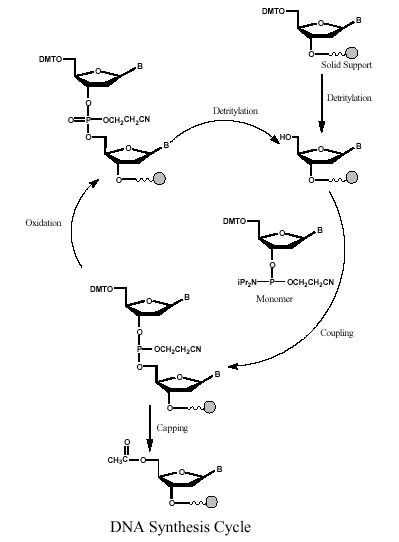 DMTO B
O
O
Solid Support
Detritylation
DMTO O B
O
O=P-OCH2CH2CN
O
O B
O
Detritylation
HO O B
O
Oxidation
DMTO O B
O
iPr2N-P-OCH2CH2CN
Monomer
Coupling
DMTO O B
O
P-OCH2CH2CN
O
O B
O
Capping
O
CH3C-O O B
O
DNA Synthesis Cycle